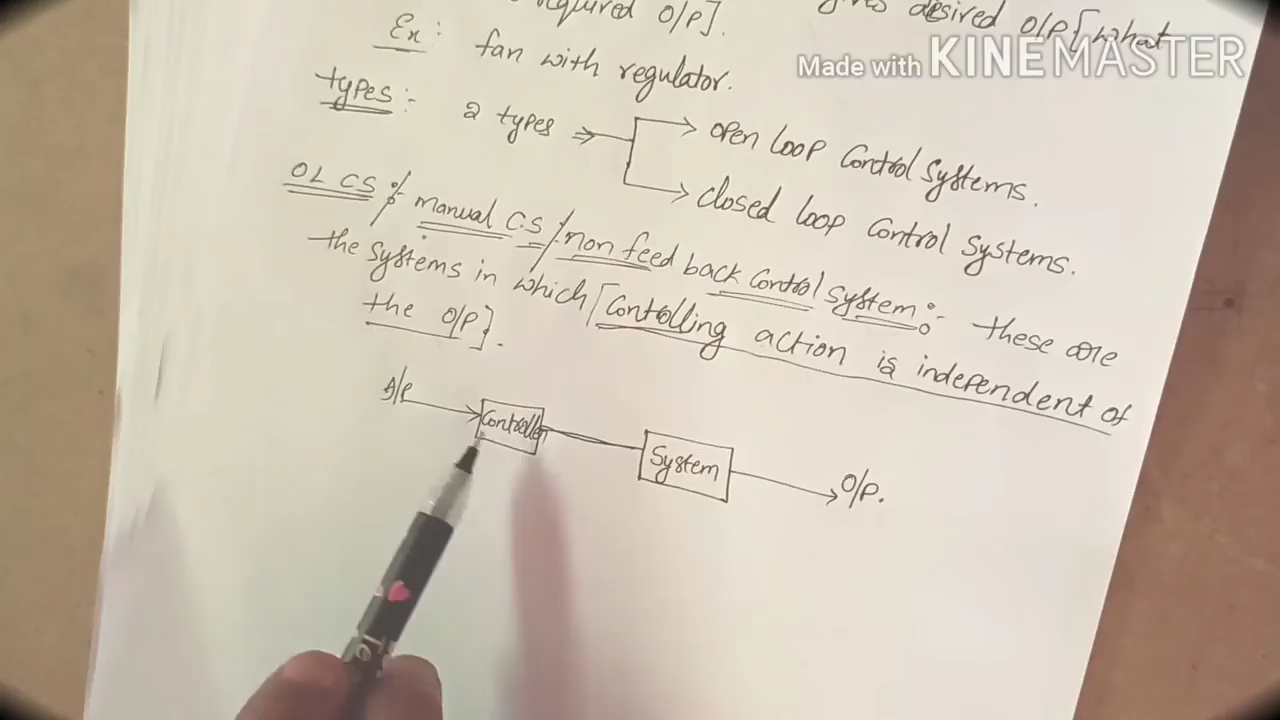 required O/P]. gives desired O/P{what
Ex: fan with regulator.
Made with KINEMASTER
types:- 2 types ⇒ → open loop Control Systems.
→ closed loop Control Systems.
OL CS / manual C.S / non feed back Control System:- these are
the systems in which [Controlling action is independent of
the O/P].
I/P → Controller System → O/P.